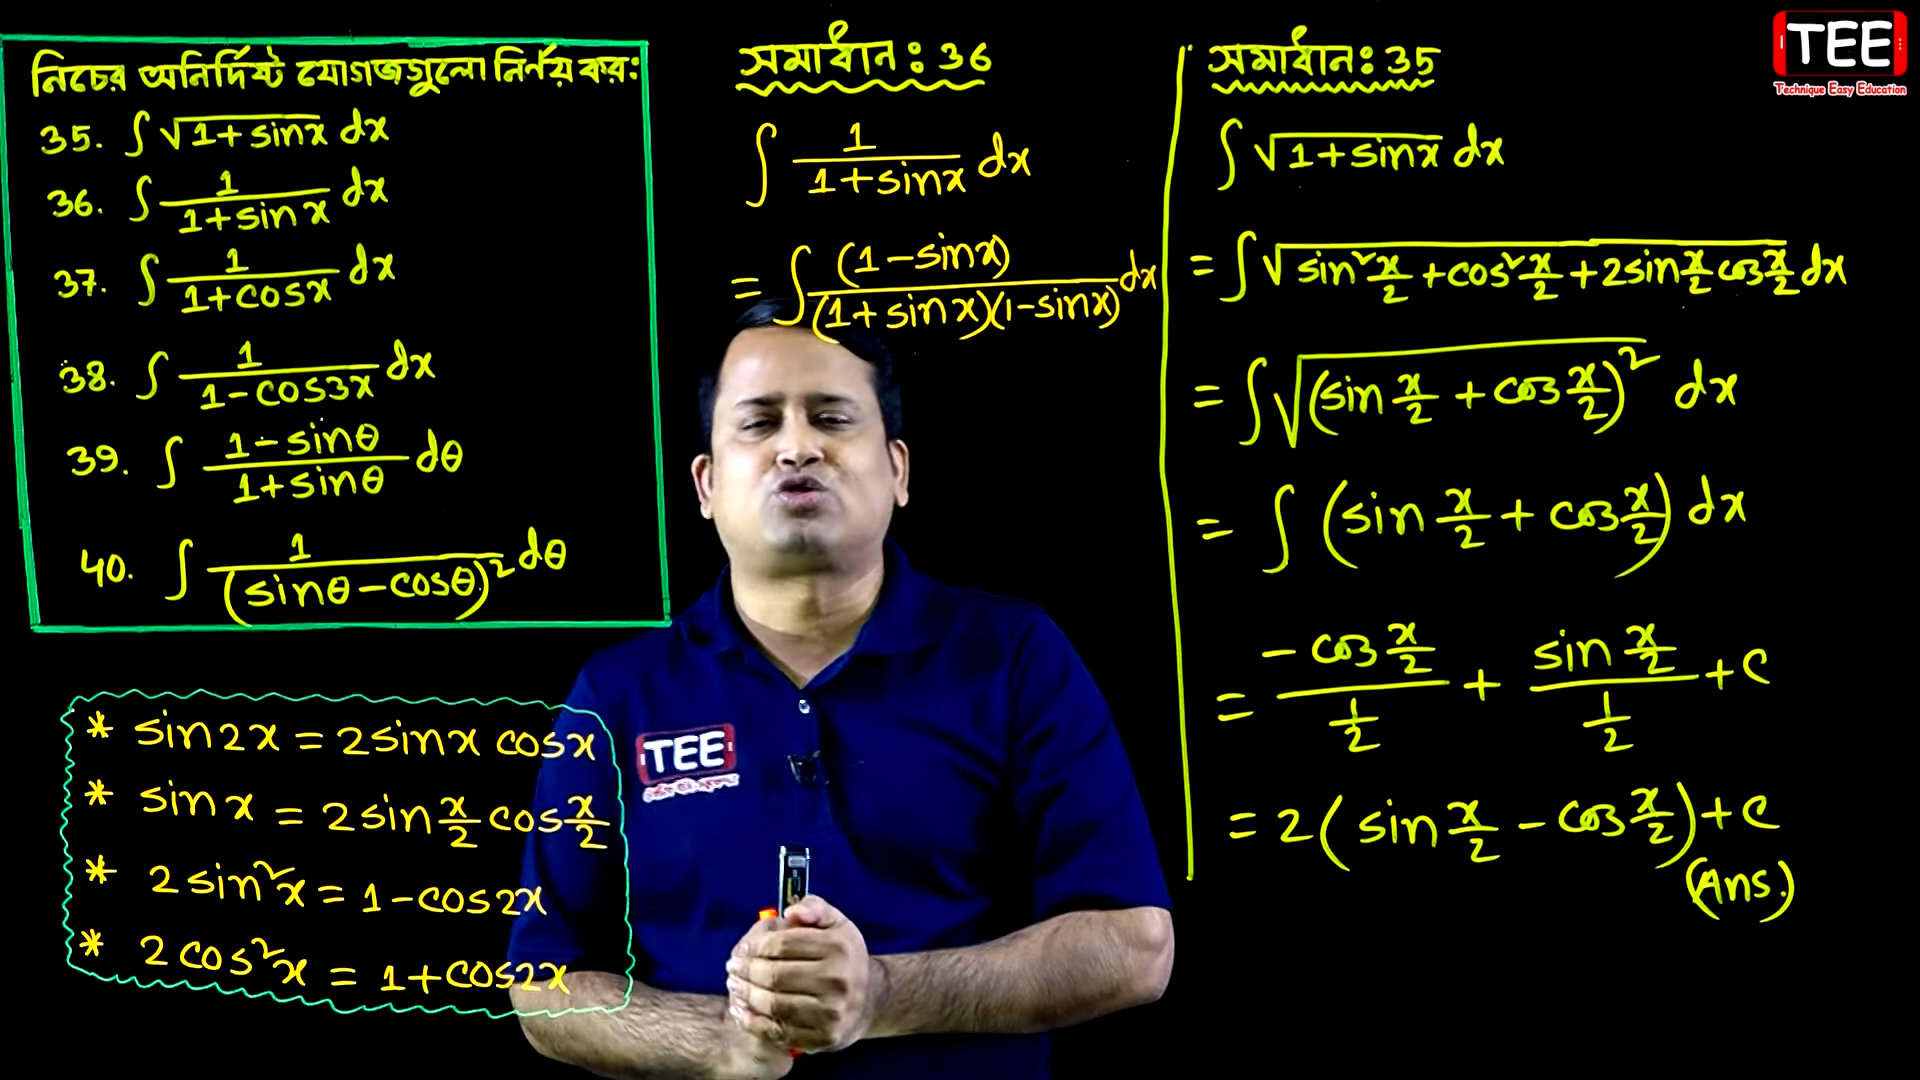 নিচের অনির্দিষ্ট যোগজগুলো নির্নয় কর:
35. ∫ √(1+sinx) dx
36. ∫ 1/(1+sin x) dx
37. ∫ 1/(1+cosx) dx
38. ∫ 1/(1-cos3x) dx
39. ∫ (1-sinθ)/(1+sinθ) dθ
40. ∫ 1/(sinθ-cosθ)² dθ
* sin2x = 2sinx cosx
* sinx = 2sin x/2 cos x/2
* 2sin²x = 1-cos2x
* 2cos²x = 1+cos2x
সমাধান: 36
∫ 1/(1+sinx) dx
= ∫ (1-sinx)/((1+sinx)(1-sinx)) dx
সমাধান: 35
∫ √(1+sinx) dx
= ∫ √(sin² x/2 + cos² x/2 + 2sin x/2 cos x/2) dx
= ∫ √((sin x/2 + cos x/2)²) dx
= ∫ (sin x/2 + cos x/2) dx
= (-cos x/2)/(1/2) + (sin x/2)/(1/2) + c
= 2(sin x/2 - cos x/2) + c
(Ans.)
TEE
Technique Easy Education
TEE